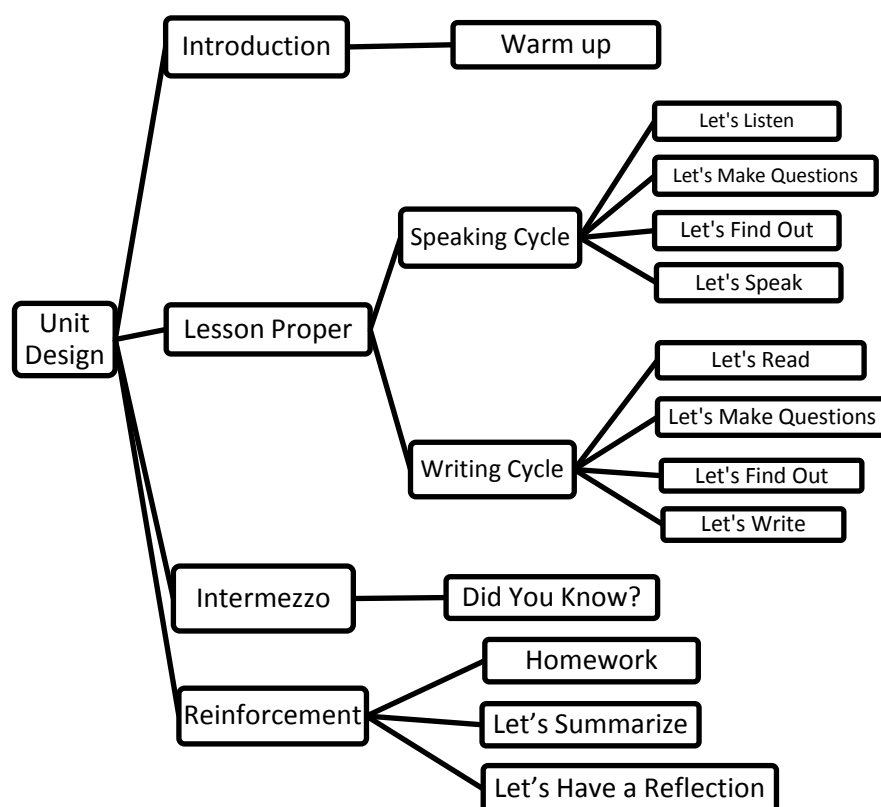 Introduction
Warm up
Let's Listen
Let's Make Questions
Speaking Cycle
Let's Find Out
Let's Speak
Unit
Design
Lesson Proper
Let's Read
Let's Make Questions
Writing Cycle
Let's Find Out
Let's Write
Intermezzo
Did You Know?
Homework
Reinforcement
Let’s Summarize
Let’s Have a Reflection